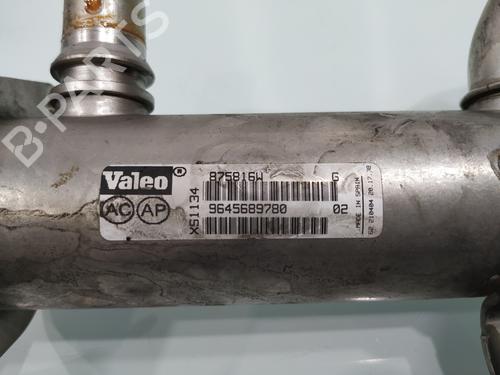 Valeo ®
875816W G
AC AP
XS1134
9645689780 02
MADE IN SPAIN
B-PARTS